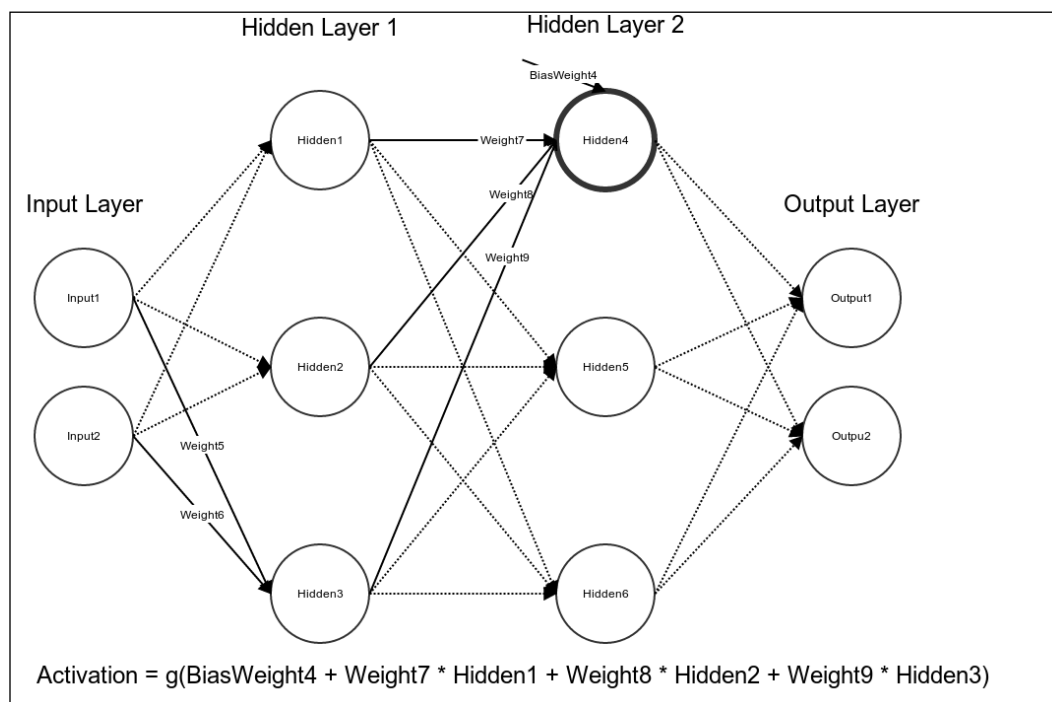 Hidden Layer 1
Hidden Layer 2
BiasWeight4
Hidden1
Weight7
Hidden4
Weight8
Input Layer
Output Layer
Weight9
Input1
Output1
Hidden2
Hidden5
Input2
Outpu2
Weight5
Weight6
Hidden3
Hidden6
Activation = g(BiasWeight4 + Weight7 * Hidden1 + Weight8 * Hidden2 + Weight9 * Hidden3)